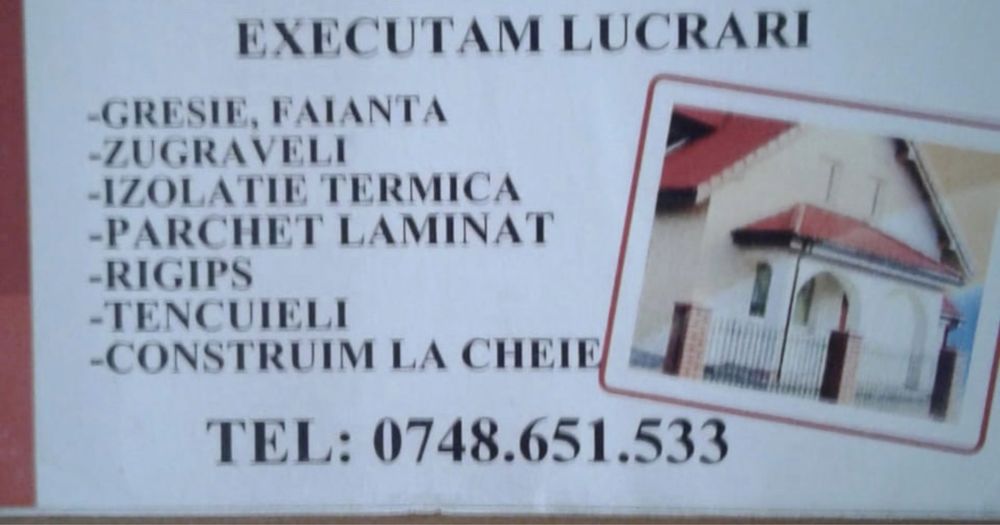 EXECUTAM LUCRARI
-GRESIE, FAIANTA
-ZUGRAVELI
-IZOLATIE TERMICA
-PARCHET LAMINAT
-RIGIPS
-TENCUIELI
-CONSTRUIM LA CHEIE
TEL: 0748.651.533